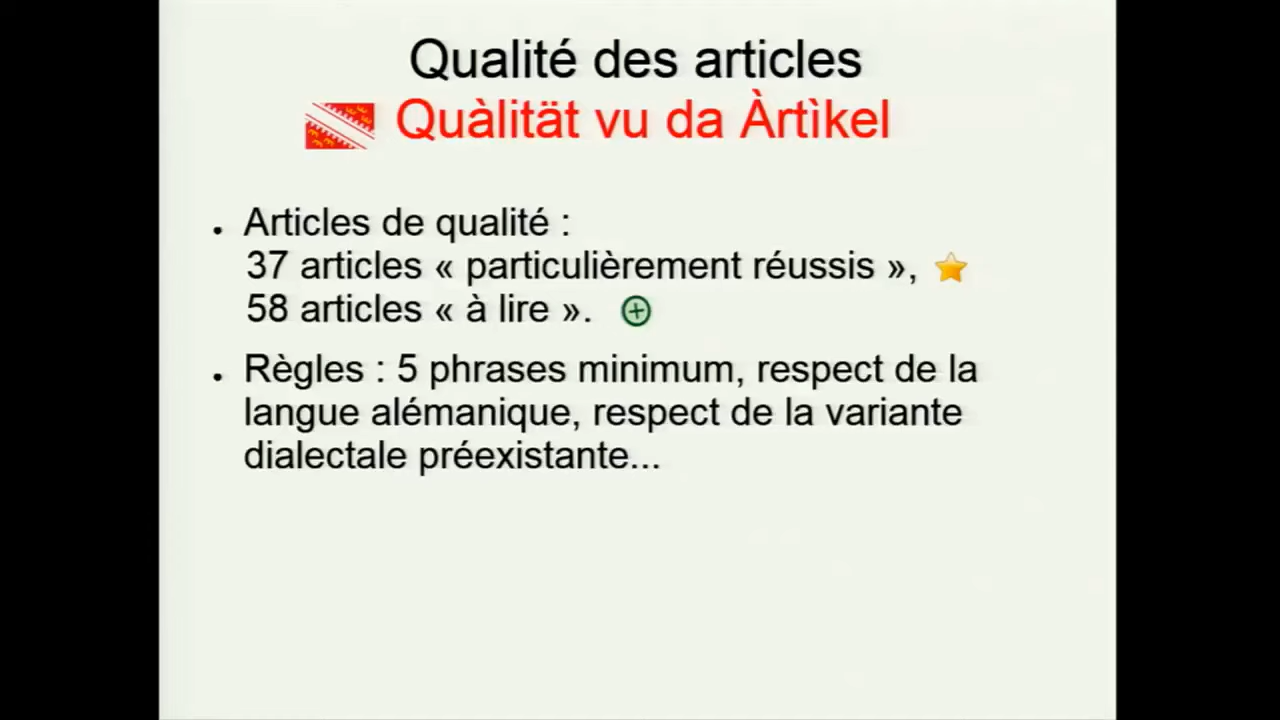 Qualité des articles
Quàlität vu da Àrtìkel
● Articles de qualité :
37 articles « particulièrement réussis »,
58 articles « à lire ».
● Règles : 5 phrases minimum, respect de la
langue alémanique, respect de la variante
dialectale préexistante...